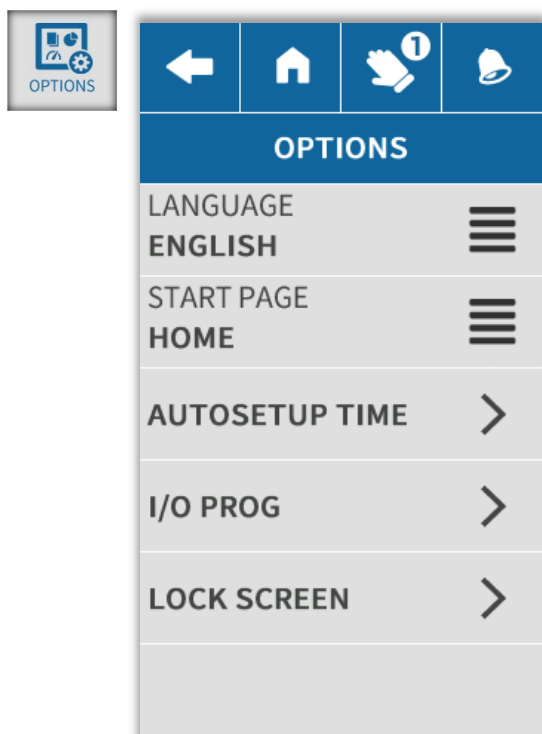 OPTIONS
1
OPTIONS
LANGUAGE
ENGLISH
START PAGE
HOME
AUTOSETUP TIME
I/O PROG
LOCK SCREEN